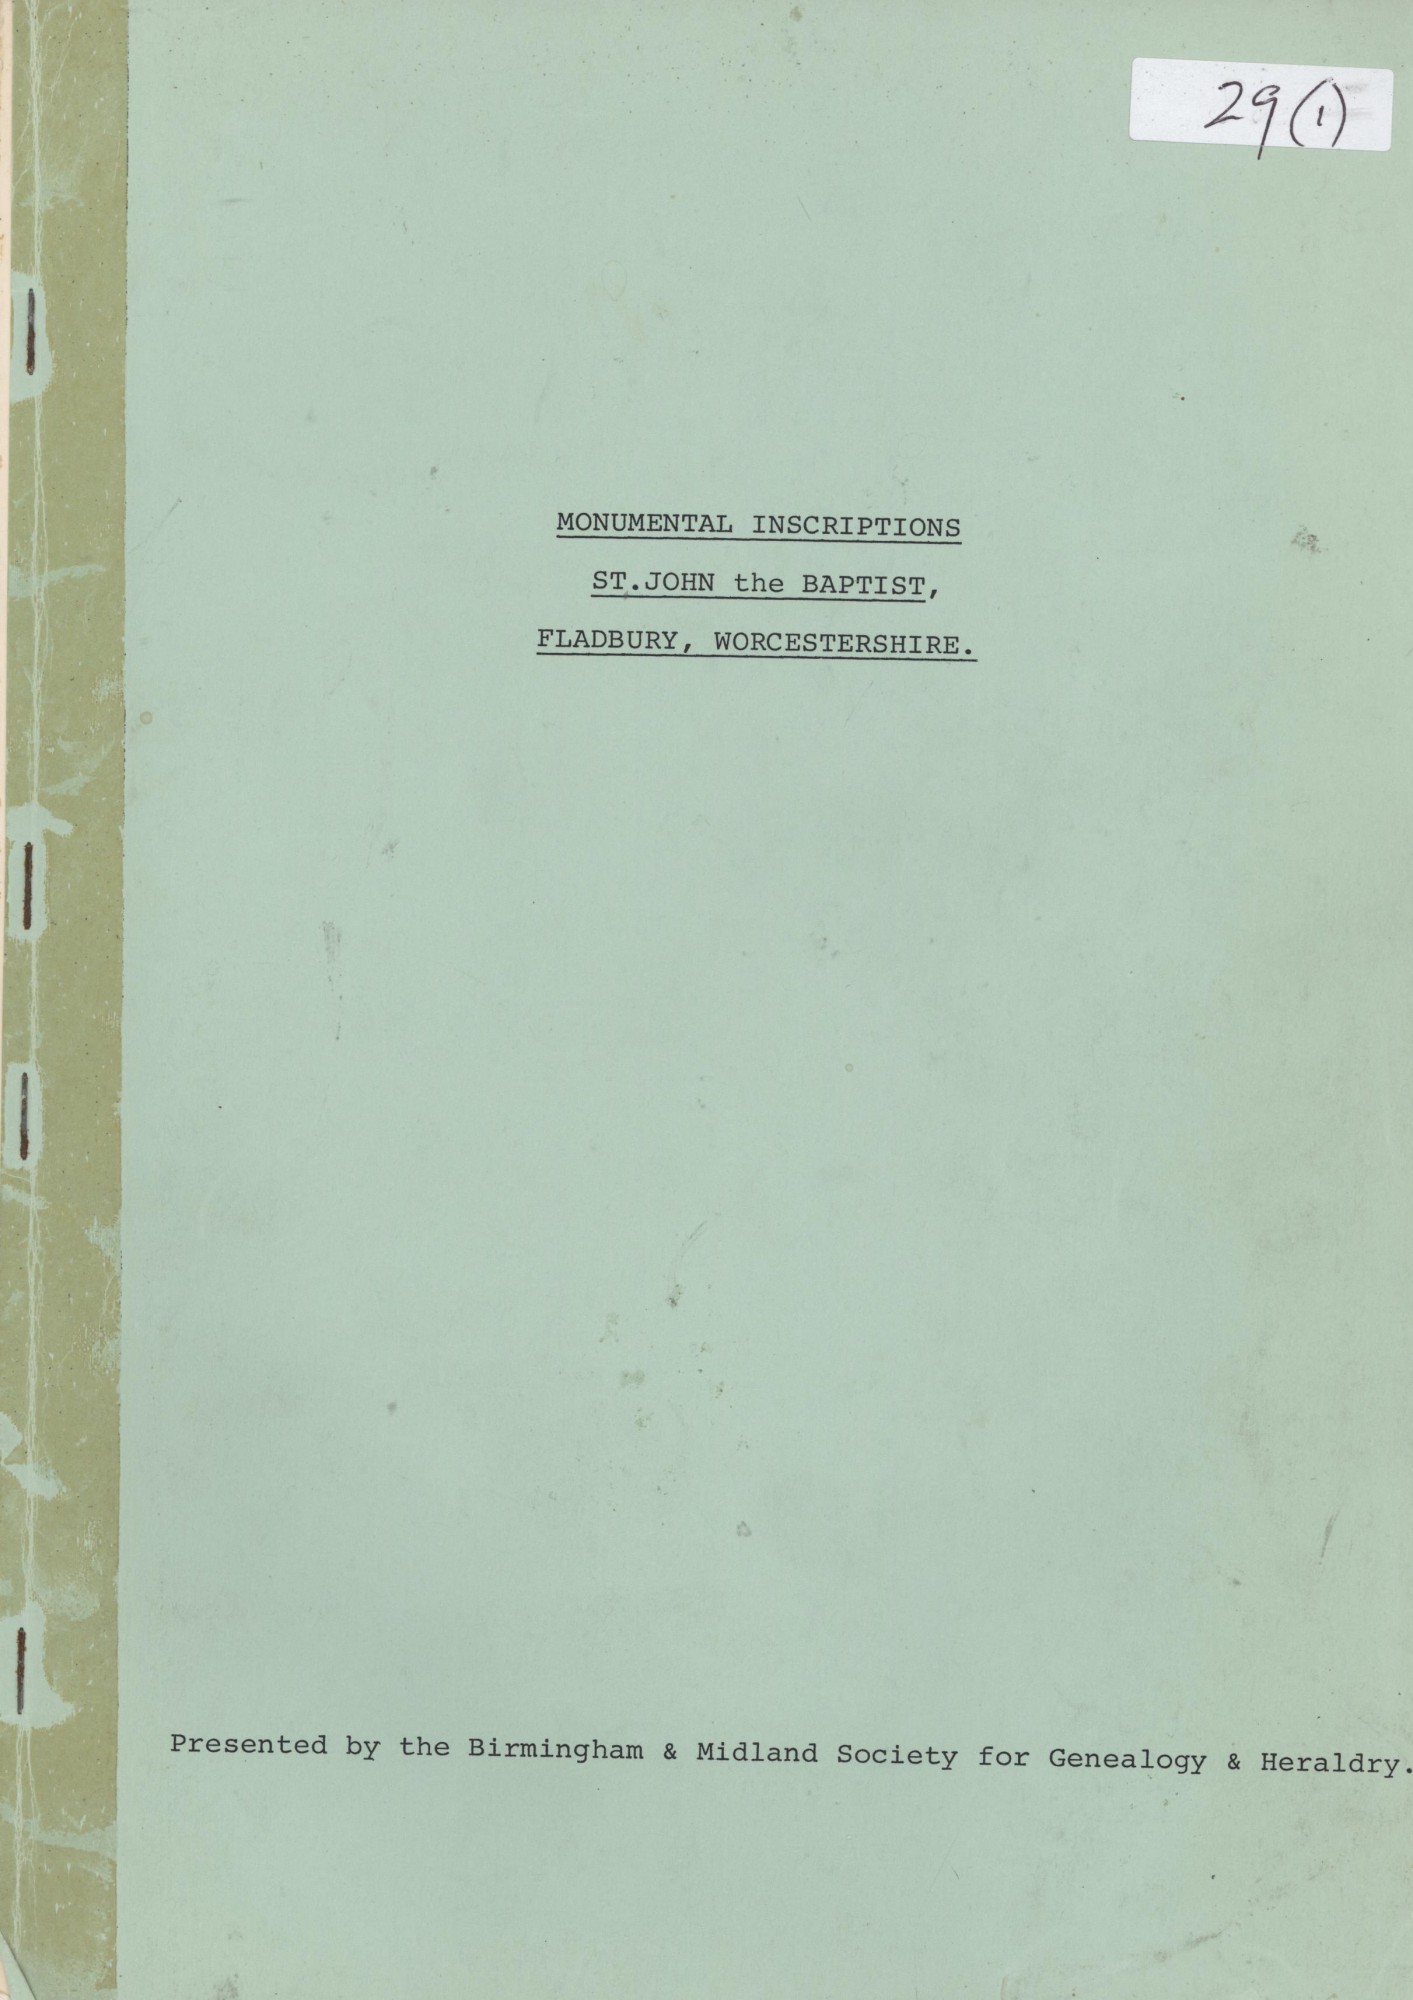 29(1)
MONUMENTAL INSCRIPTIONS
ST.JOHN the BAPTIST,
FLADBURY, WORCESTERSHIRE.
Presented by the Birmingham & Midland Society for Genealogy & Heraldry.